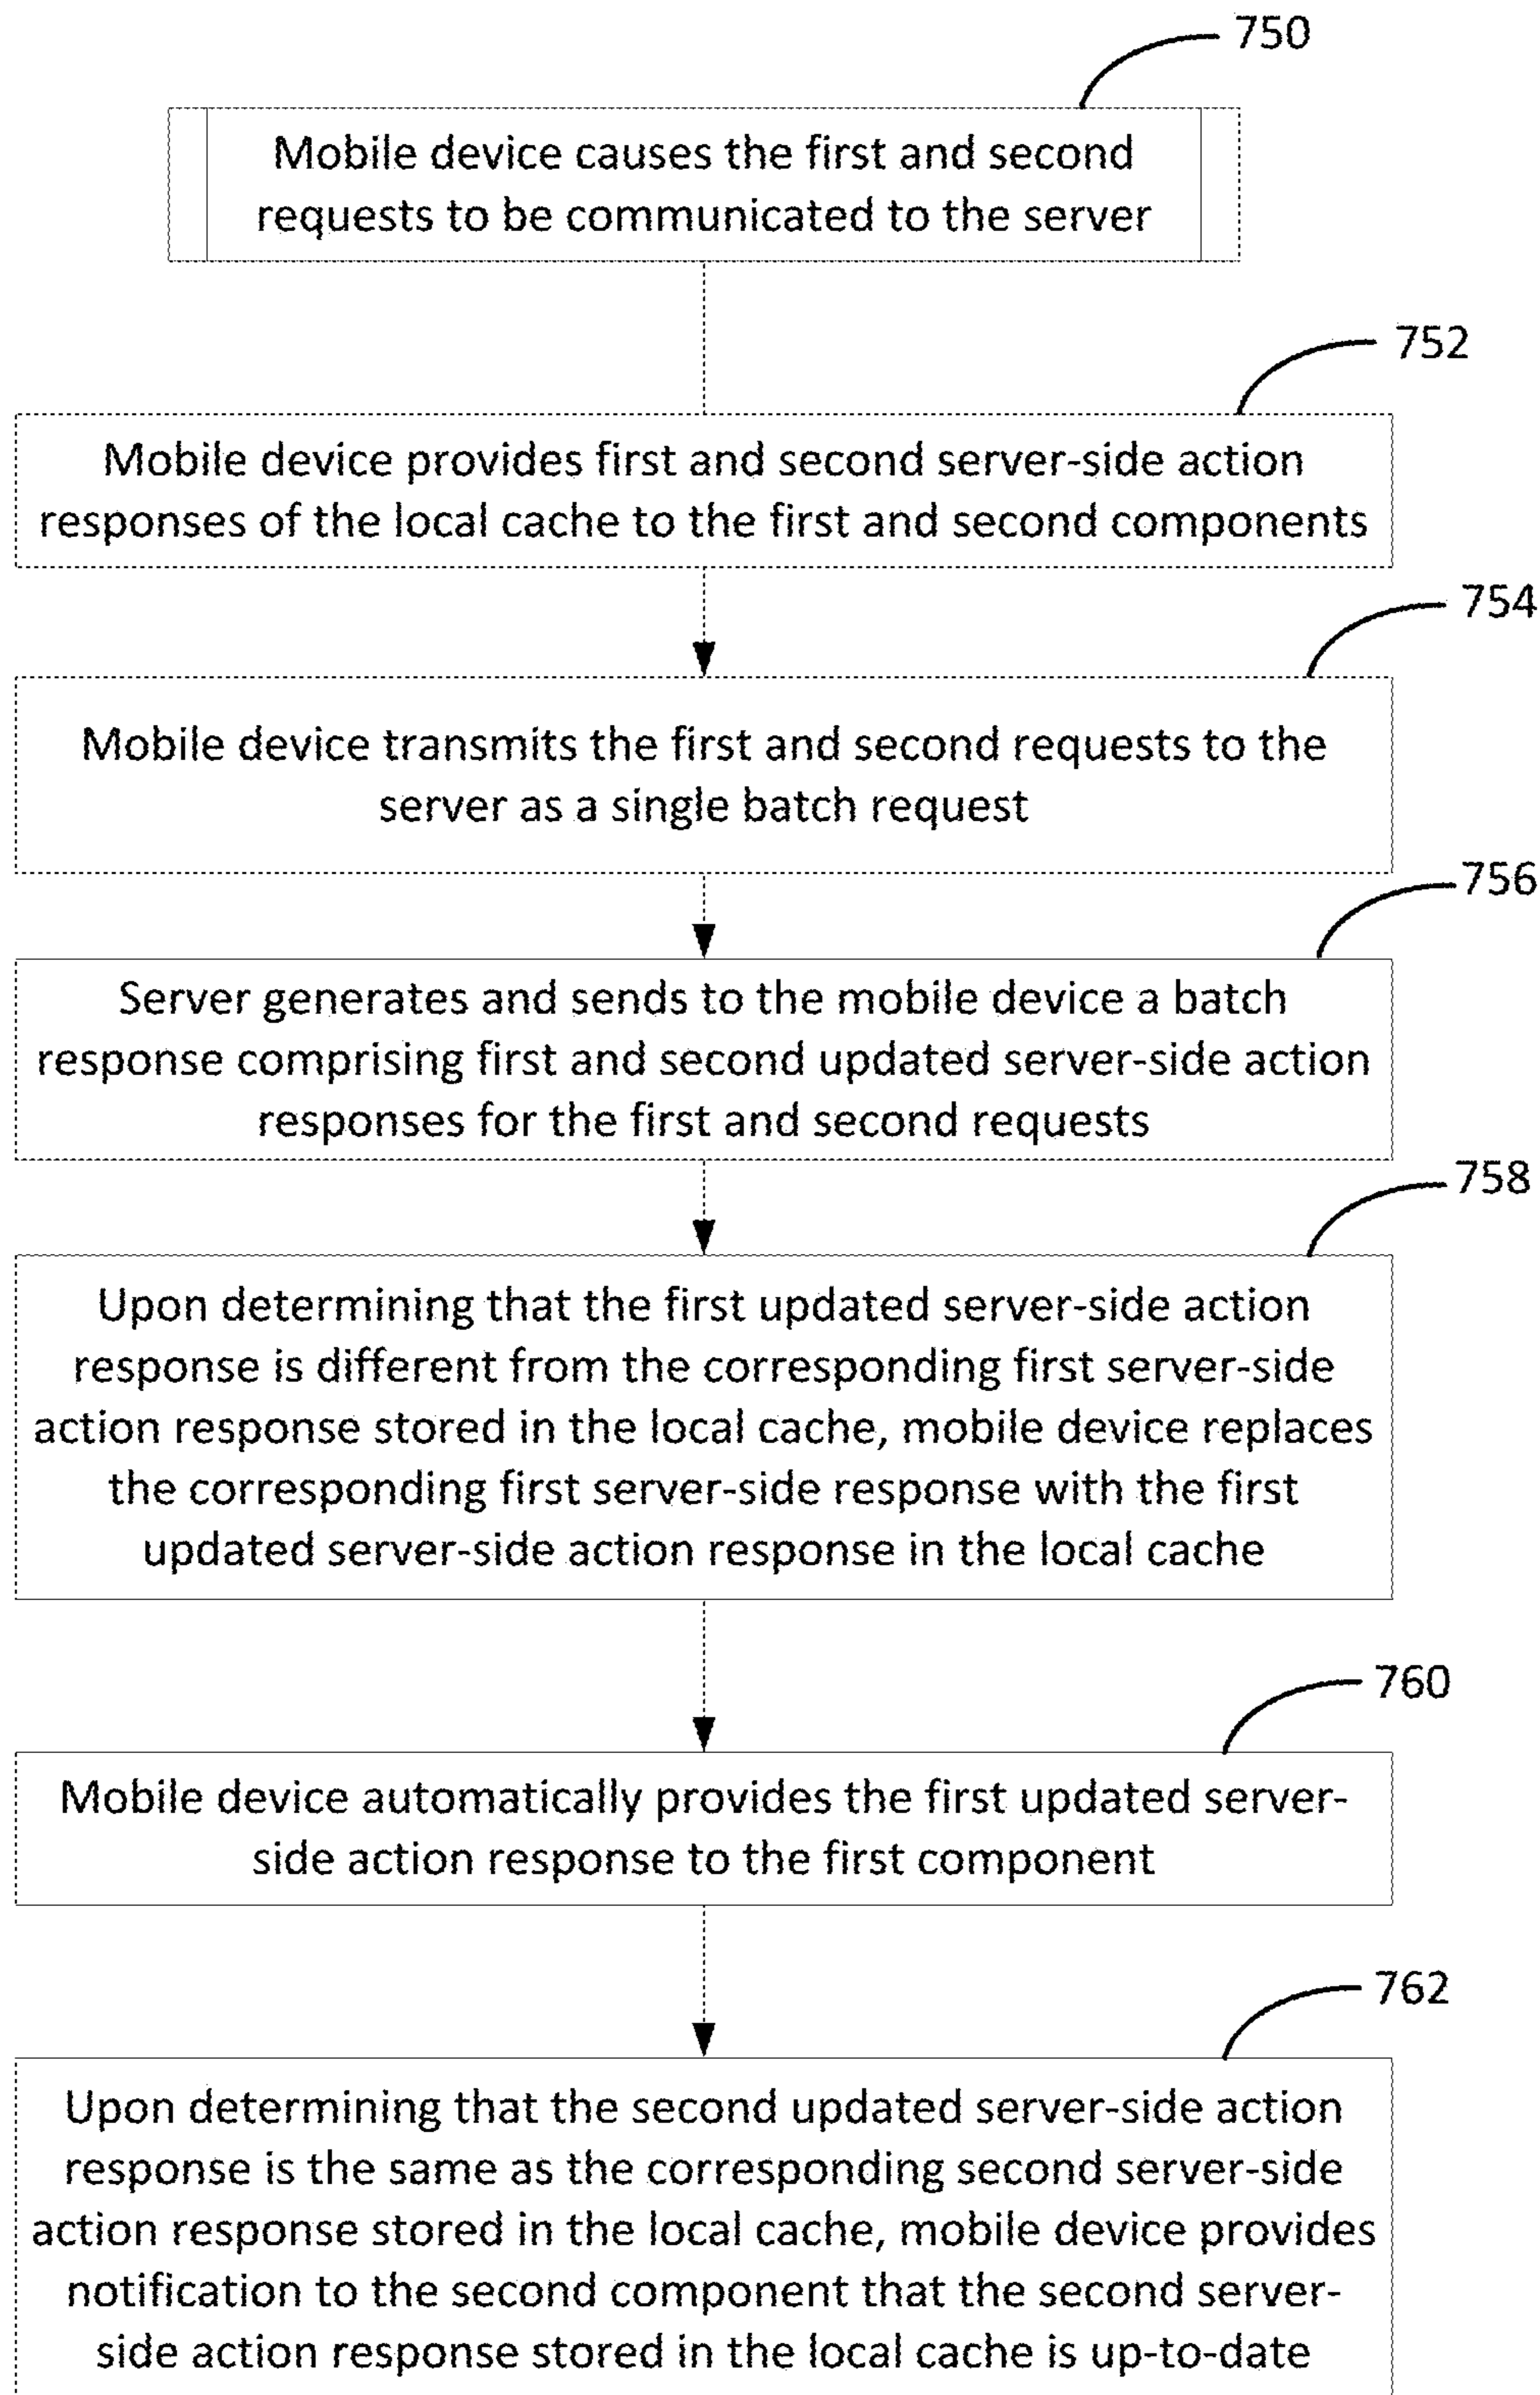 750
Mobile device causes the first and second
requests to be communicated to the server
752
Mobile device provides first and second server-side action
responses of the local cache to the first and second components
754
Mobile device transmits the first and second requests to the
server as a single batch request
756
Server generates and sends to the mobile device a batch
response comprising first and second updated server-side action
responses for the first and second requests
758
Upon determining that the first updated server-side action
response is different from the corresponding first server-side
action response stored in the local cache, mobile device replaces
the corresponding first server-side response with the first
updated server-side action response in the local cache
760
Mobile device automatically provides the first updated server-
side action response to the first component
762
Upon determining that the second updated server-side action
response is the same as the corresponding second server-side
action response stored in the local cache, mobile device provides
notification to the second component that the second server-
side action response stored in the local cache is up-to-date